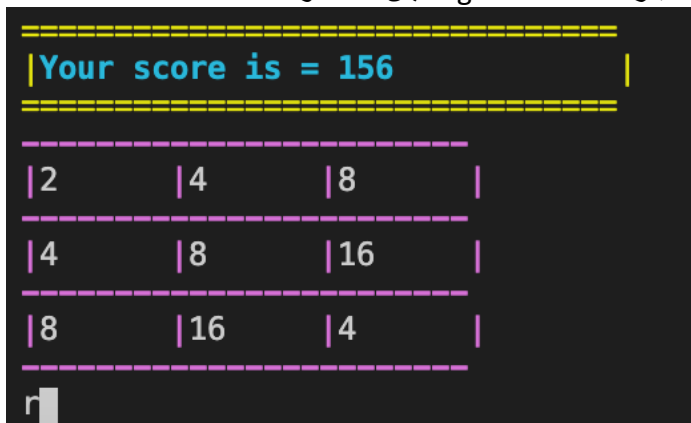 ================================
|Your score is = 156 |
================================
------------------------
|2 |4 |8 |
------------------------
|4 |8 |16 |
------------------------
|8 |16 |4 |
------------------------
r